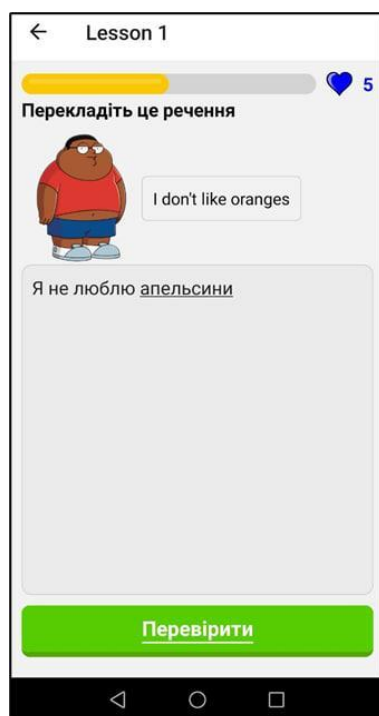 Lesson 1
5
Перекладіть це речення
I don't like oranges
Я не люблю апельсини
Перевірити